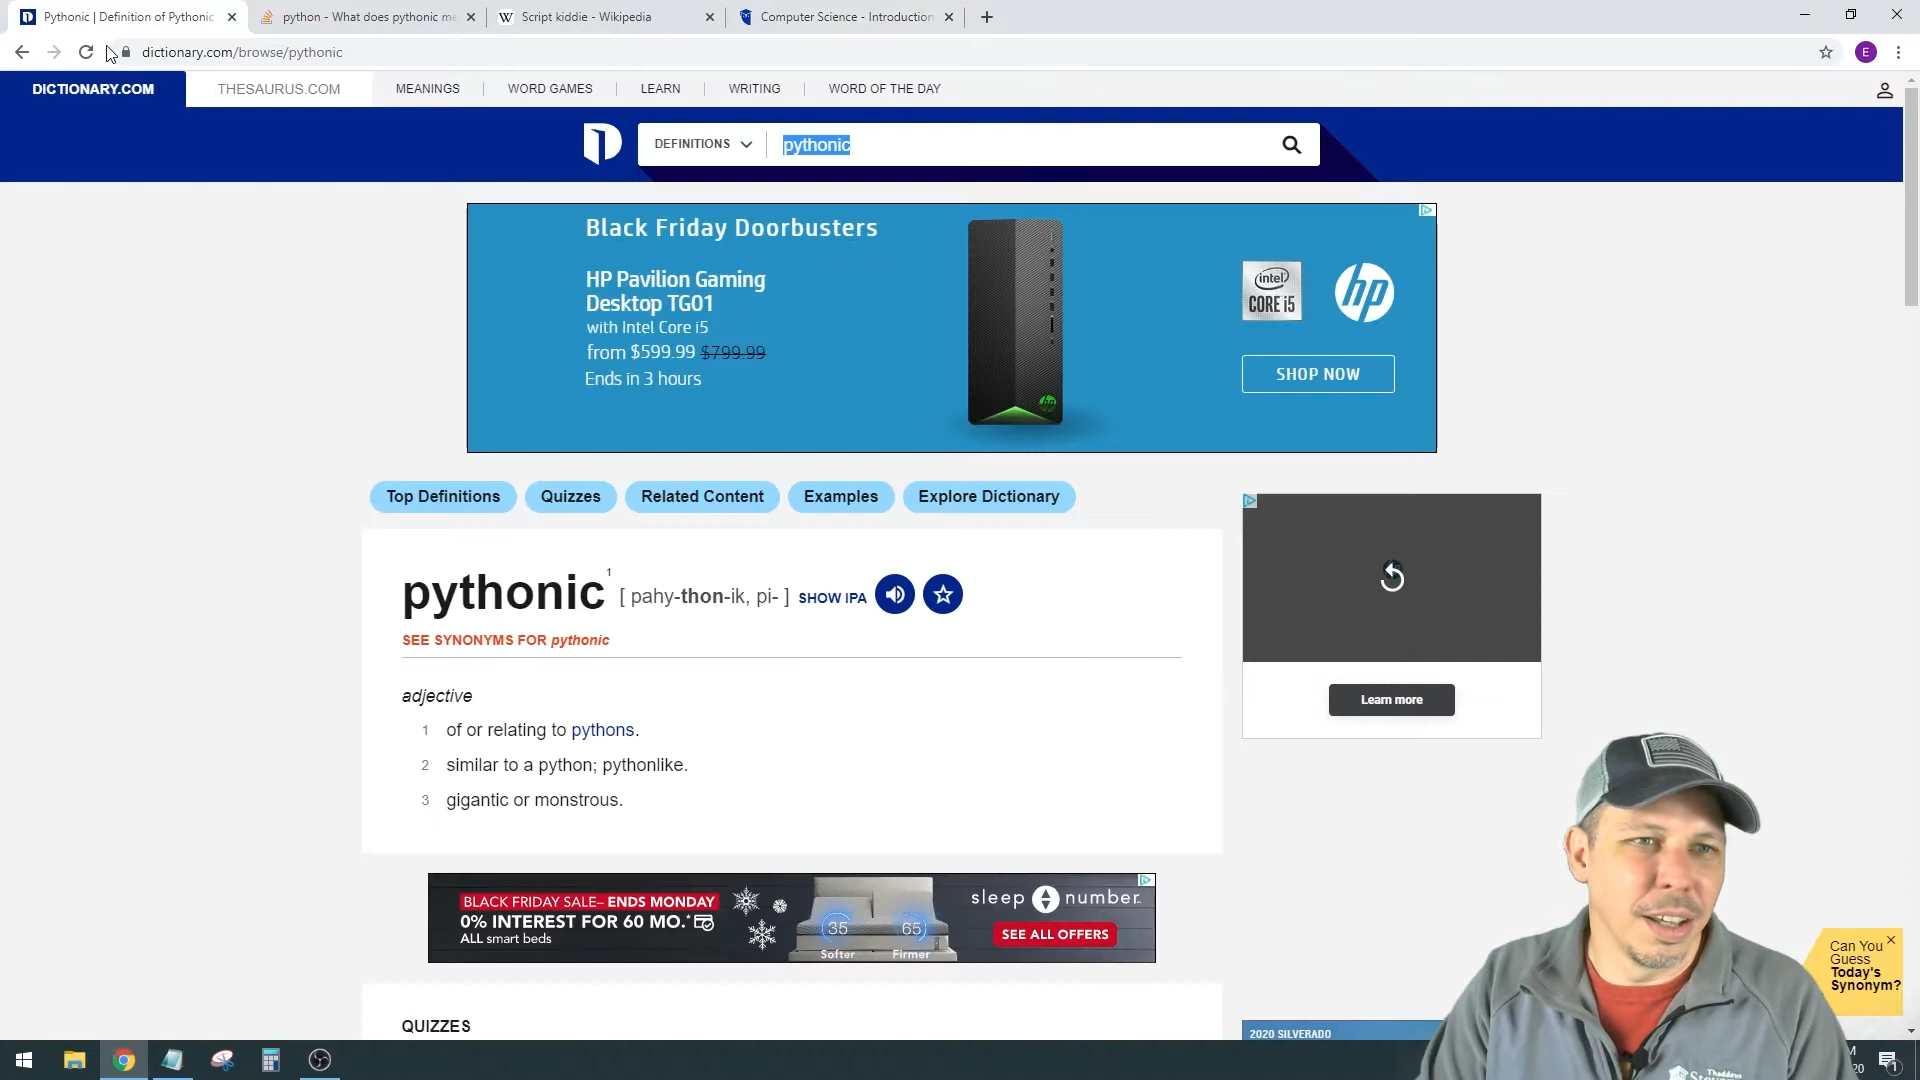 Pythonic | Definition of Pythonic
python - What does pythonic me
Script kiddie - Wikipedia
Computer Science - Introduction
dictionary.com/browse/pythonic
E
DICTIONARY.COM
THESAURUS.COM
MEANINGS
WORD GAMES
LEARN
WRITING
WORD OF THE DAY
DEFINITIONS
pythonic
Black Friday Doorbusters
HP Pavilion Gaming
Desktop TG01
with Intel Core i5
from $599.99 $799.99
Ends in 3 hours
intel
CORE i5
hp
SHOP NOW
Top Definitions
Quizzes
Related Content
Examples
Explore Dictionary
pythonic1 [ pahy-thon-ik, pi- ] SHOW IPA
SEE SYNONYMS FOR pythonic
adjective
1 of or relating to pythons.
2 similar to a python; pythonlike.
3 gigantic or monstrous.
Learn more
BLACK FRIDAY SALE– ENDS MONDAY
0% INTEREST FOR 60 MO.*
ALL smart beds
35
Softer
65
Firmer
sleep number.
SEE ALL OFFERS
Can You
Guess
Today's
Synonym?
QUIZZES
2020 SILVERADO
M
20
1
Thaddeus